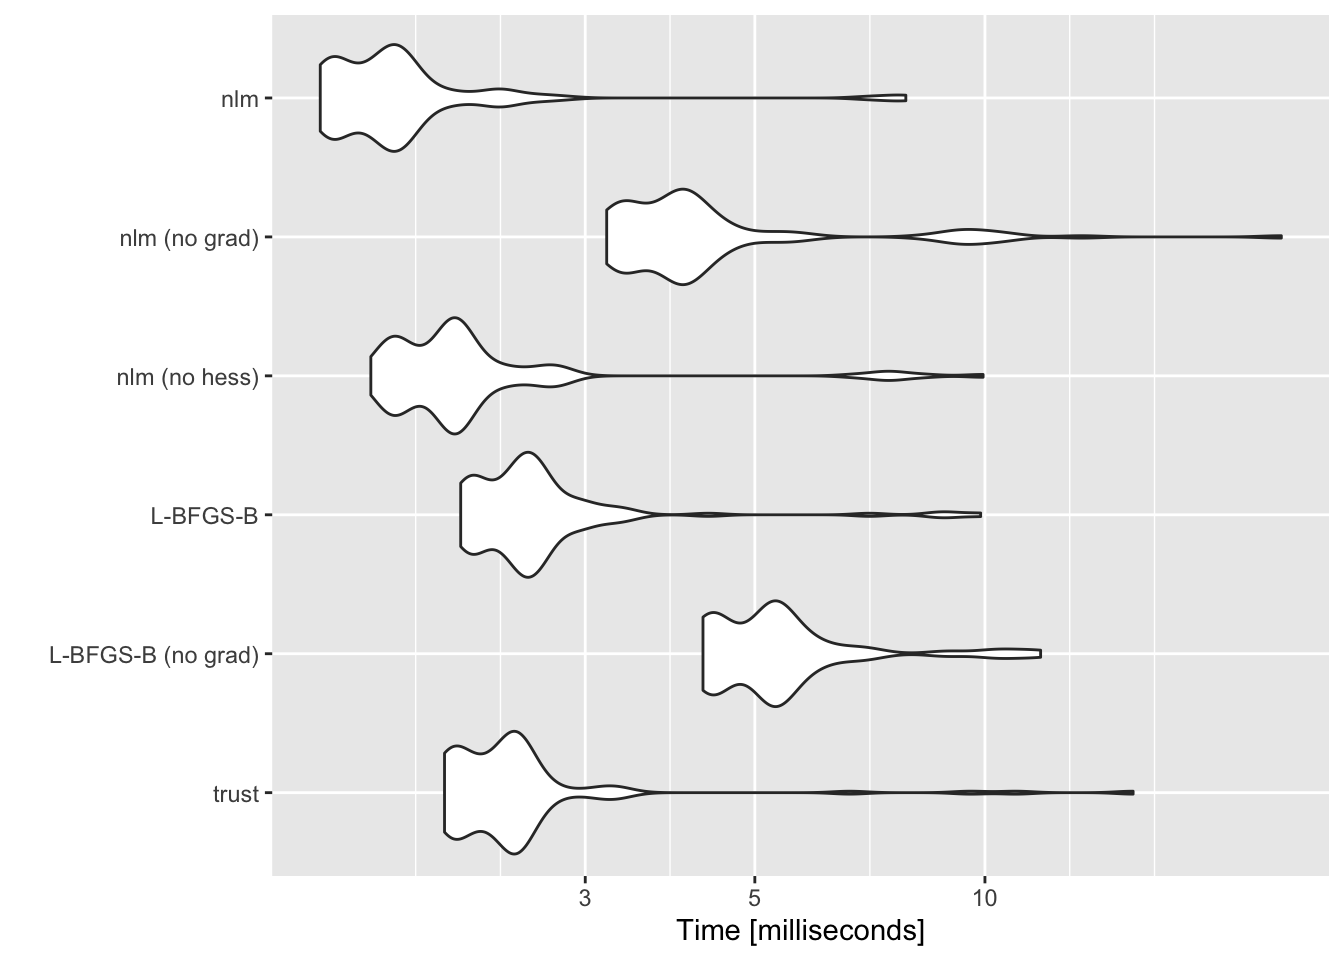 nlm
nlm (no grad)
nlm (no hess)
L-BFGS-B
L-BFGS-B (no grad)
trust
3 5 10
Time [milliseconds]